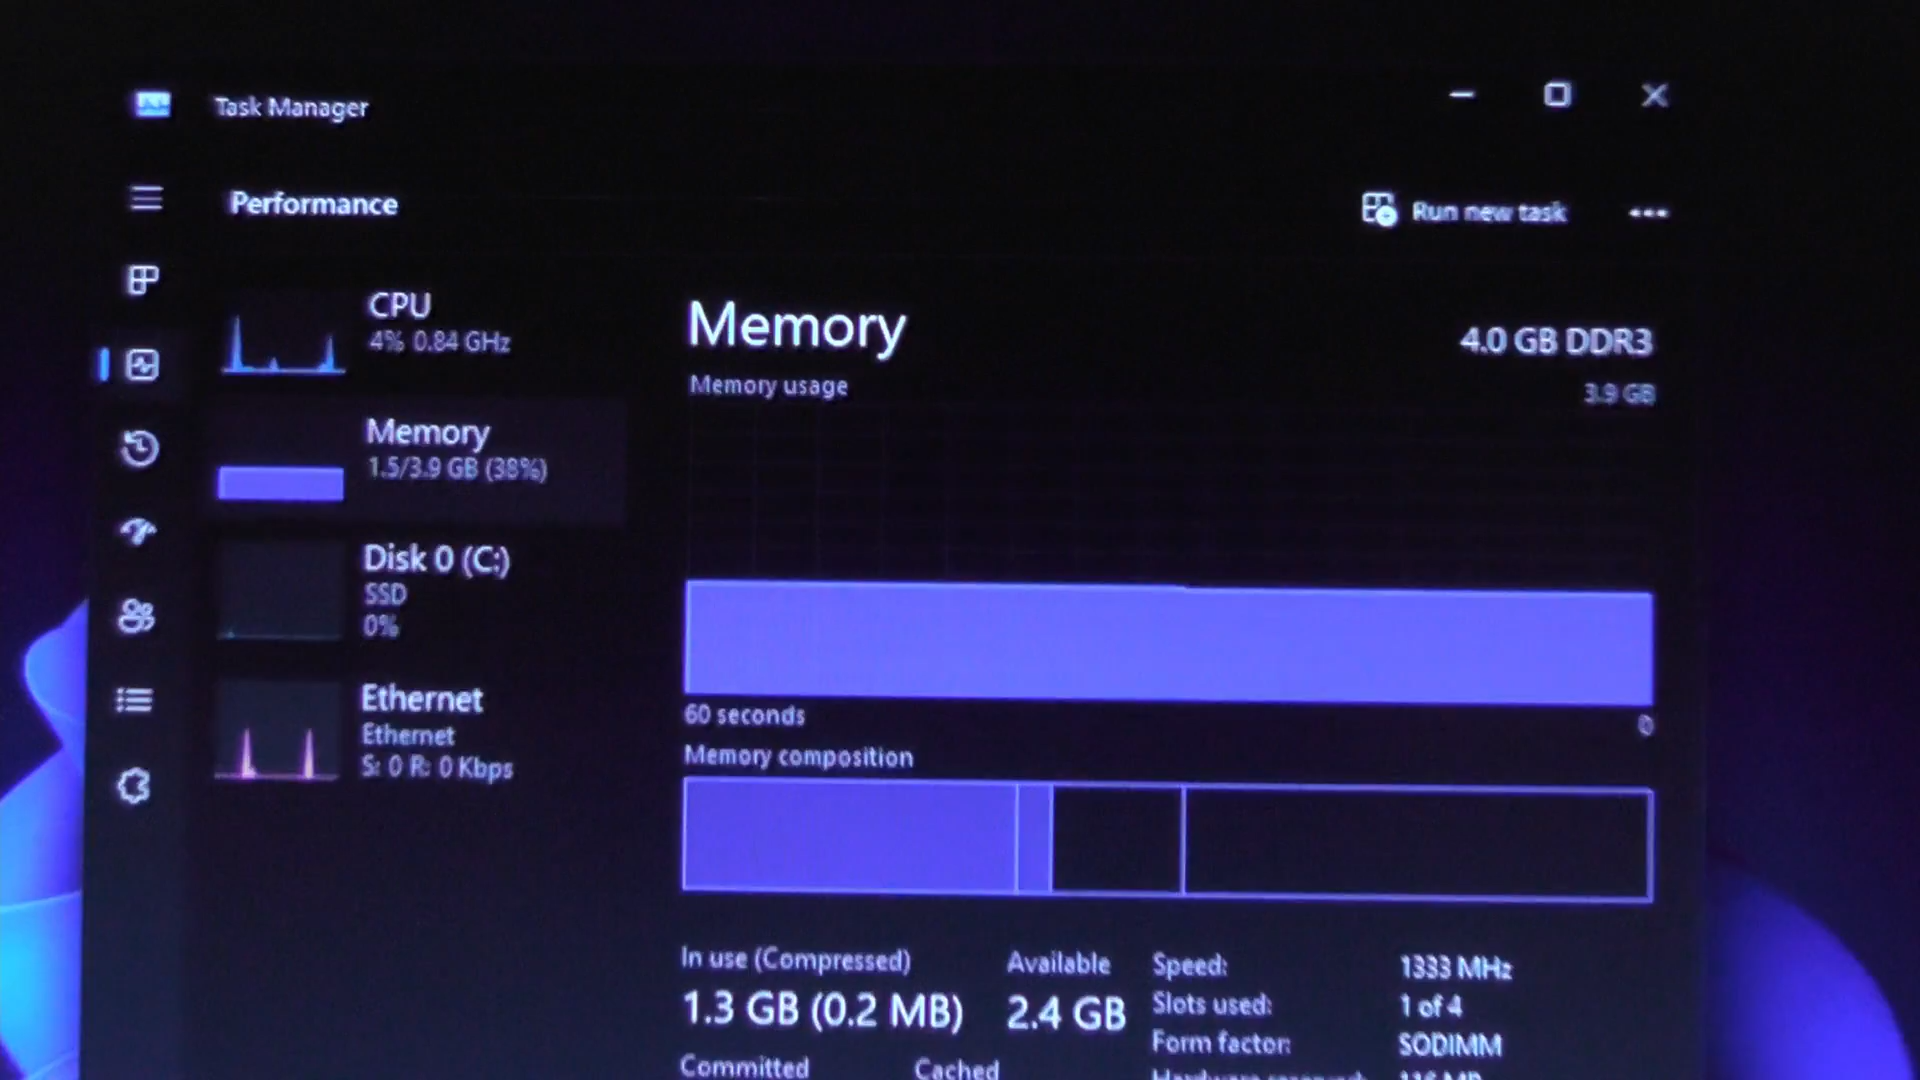 Task Manager
Performance
Run new task
CPU
4% 0.84 GHz
Memory
1.5/3.9 GB (38%)
Disk 0 (C:)
SSD
0%
Ethernet
Ethernet
S: 0 R: 0 Kbps
Memory
4.0 GB DDR3
Memory usage
3.9 GB
60 seconds
0
Memory composition
In use (Compressed)
1.3 GB (0.2 MB)
Available
2.4 GB
Speed:
1333 MHz
Slots used:
1 of 4
Form factor:
SODIMM
Committed
Cached